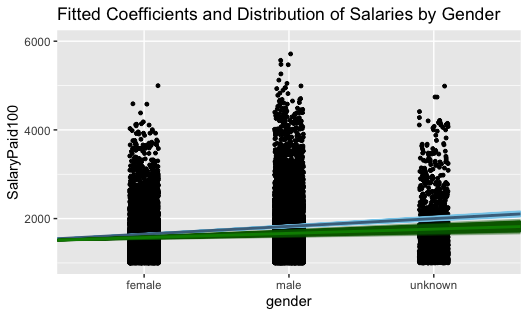 Fitted Coefficients and Distribution of Salaries by Gender
6000
4000
2000
SalaryPaid100
female male unknown
gender